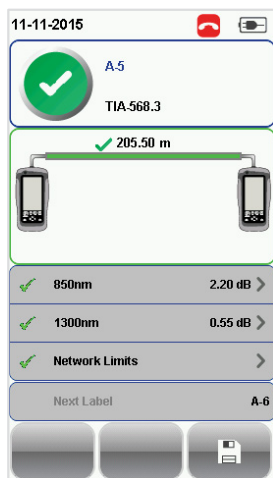 11-11-2015
A-5
TIA-568.3
205.50 m
850nm 2.20 dB
1300nm 0.55 dB
Network Limits
Next Label A-6